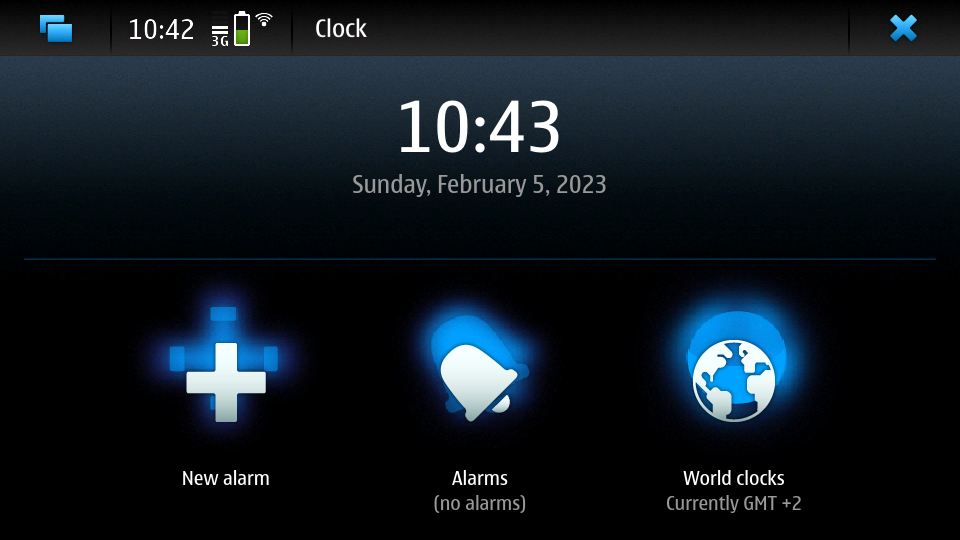 10:42
3G
Clock
10:43
Sunday, February 5, 2023
New alarm
Alarms
(no alarms)
World clocks
Currently GMT +2